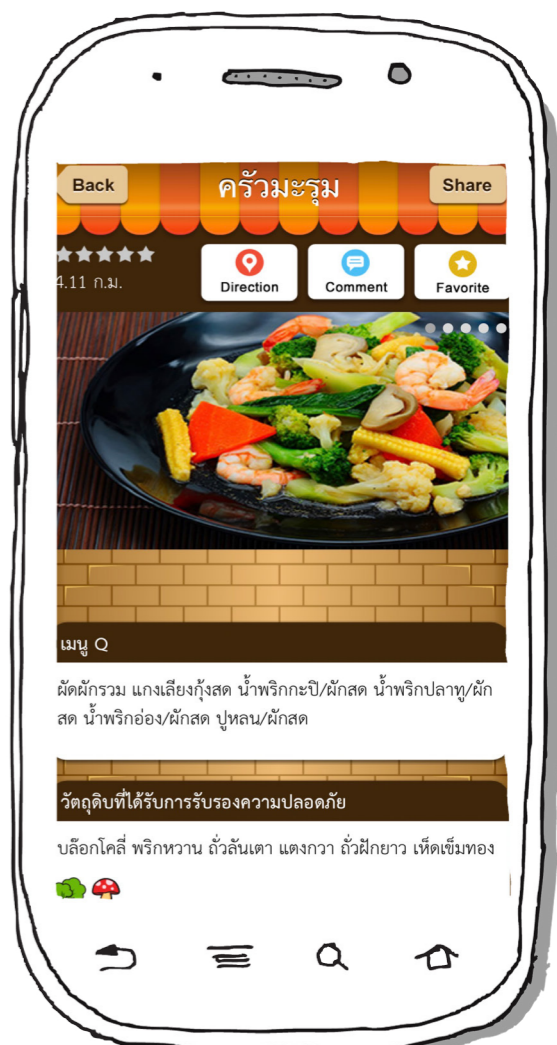 Back
ครัวมะรุม
Share
4.11 ก.ม.
Direction
Comment
Favorite
เมนู Q
ผัดผักรวม แกงเลียงกุ้งสด น้ำพริกกะปิ/ผักสด น้ำพริกปลาทู/ผัก
สด น้ำพริกอ่อง/ผักสด ปูหลน/ผักสด
วัตถุดิบที่ได้รับการรับรองความปลอดภัย
บล๊อกโคลี่ พริกหวาน ถั่วลันเตา แตงกวา ถั่วฝักยาว เห็ดเข็มทอง